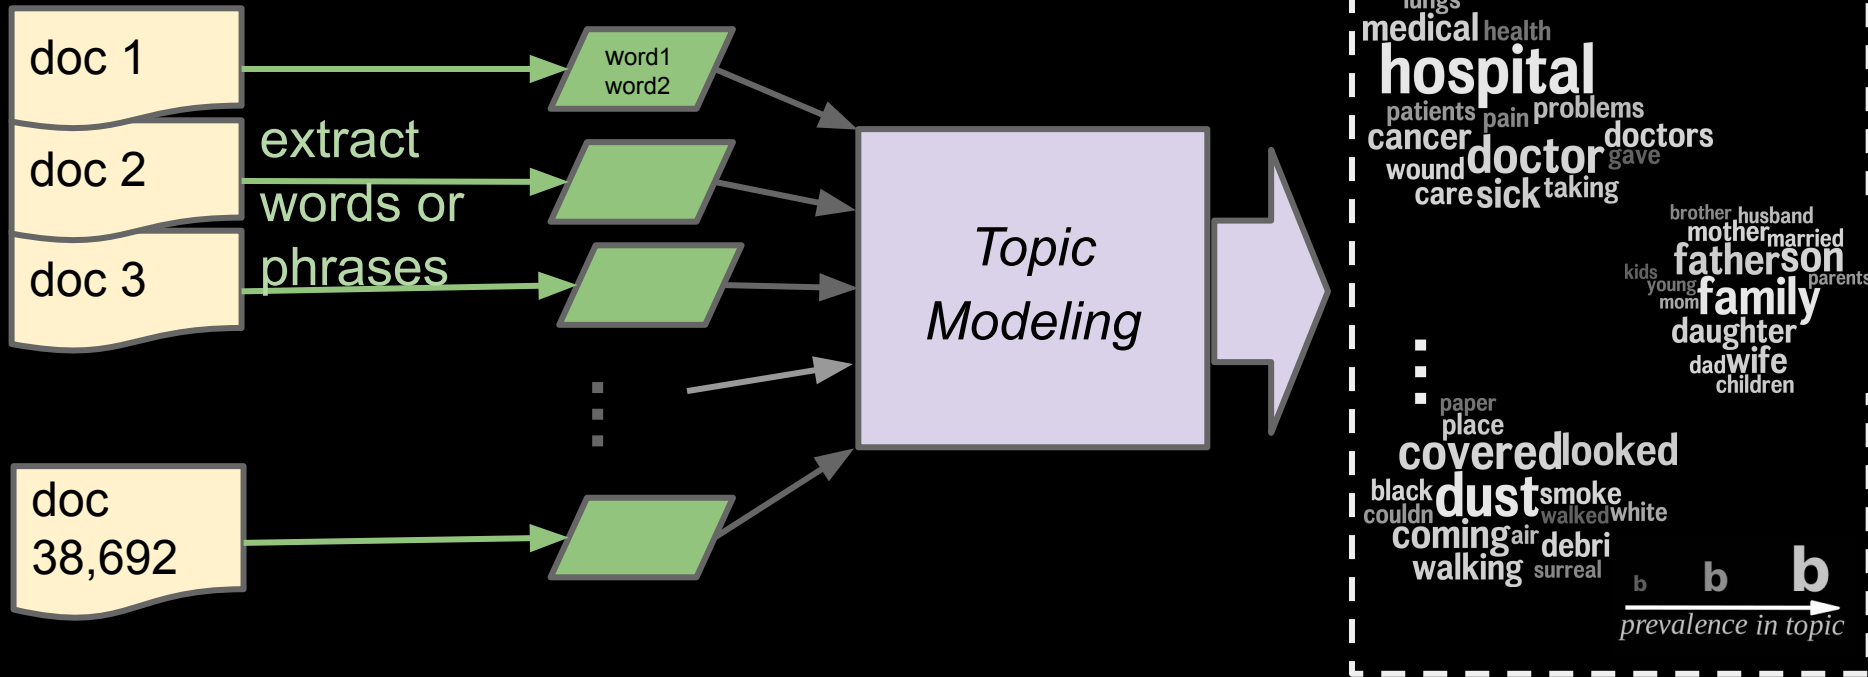 doc 1
doc 2
doc 3
doc
38,692
extract
words or
phrases
word1
word2
Topic
Modeling
lungs
medical health
hospital
patients pain problems
cancer doctors
wound doctor gave
care sick taking
brother husband
mother married
father son
kids parents
young
mom family
daughter
dad wife
children
paper
place
covered looked
black dust smoke
couldn walked white
coming air debri
walking surreal
b b b
prevalence in topic